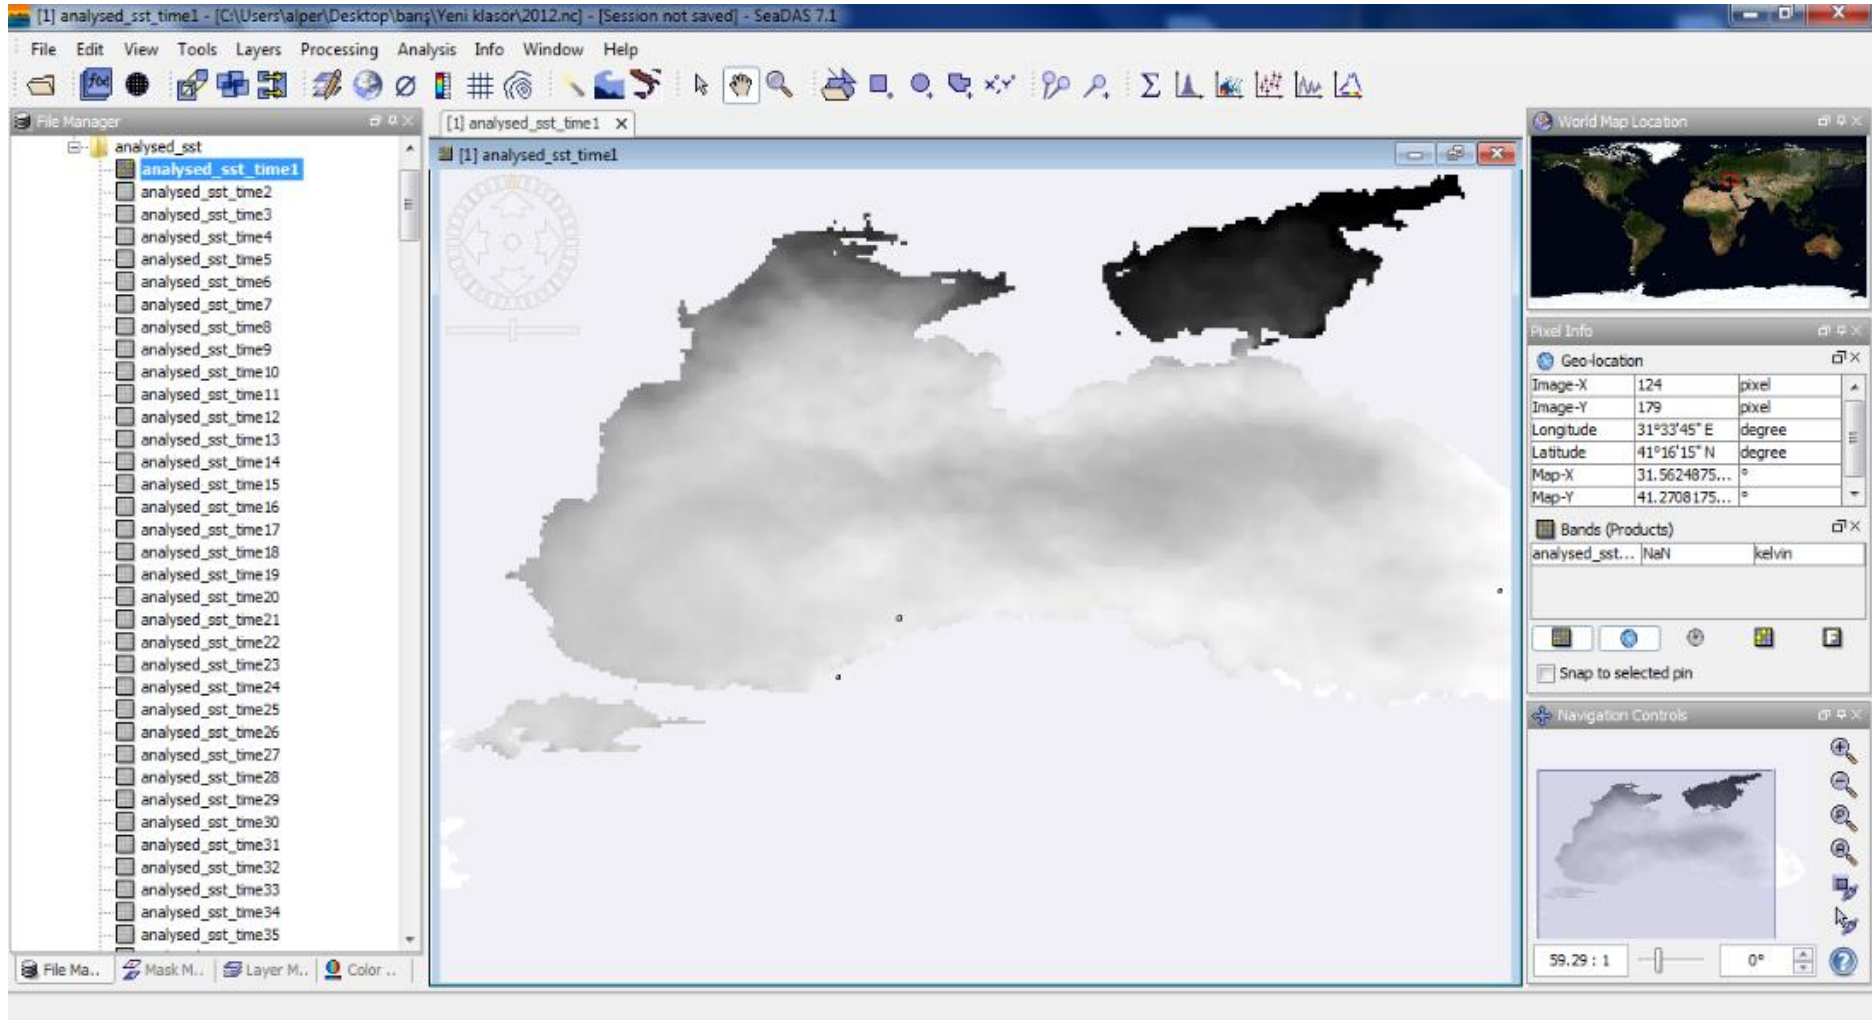 [1] analysed_sst_time1 - [C:\Users\alper\Desktop\barış\Yeni klasör\2012.nc] - [Session not saved] - SeaDAS 7.1
File Edit View Tools Layers Processing Analysis Info Window Help
File Manager
analysed_sst
analysed_sst_time1
analysed_sst_time2
analysed_sst_time3
analysed_sst_time4
analysed_sst_time5
analysed_sst_time6
analysed_sst_time7
analysed_sst_time8
analysed_sst_time9
analysed_sst_time10
analysed_sst_time11
analysed_sst_time12
analysed_sst_time13
analysed_sst_time14
analysed_sst_time15
analysed_sst_time16
analysed_sst_time17
analysed_sst_time18
analysed_sst_time19
analysed_sst_time20
analysed_sst_time21
analysed_sst_time22
analysed_sst_time23
analysed_sst_time24
analysed_sst_time25
analysed_sst_time26
analysed_sst_time27
analysed_sst_time28
analysed_sst_time29
analysed_sst_time30
analysed_sst_time31
analysed_sst_time32
analysed_sst_time33
analysed_sst_time34
analysed_sst_time35
File Ma.. Mask M.. Layer M.. Color ..
[1] analysed_sst_time1
[1] analysed_sst_time1
World Map Location
Pixel Info
Geo-location
Image-X 124 pixel
Image-Y 179 pixel
Longitude 31°33'45" E degree
Latitude 41°16'15" N degree
Map-X 31.5624875... °
Map-Y 41.2708175... °
Bands (Products)
analysed_sst... NaN kelvin
Snap to selected pin
Navigation Controls
59.29 : 1 0°